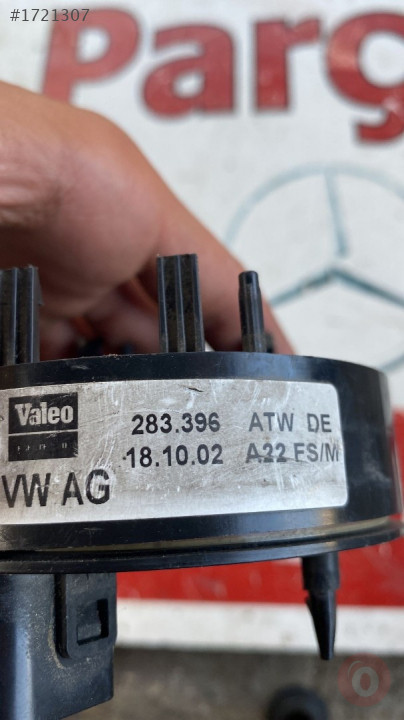 #1721307
Parç
Valeo
283.396 ATW DE
18.10.02 A22 FS/M
VW AG